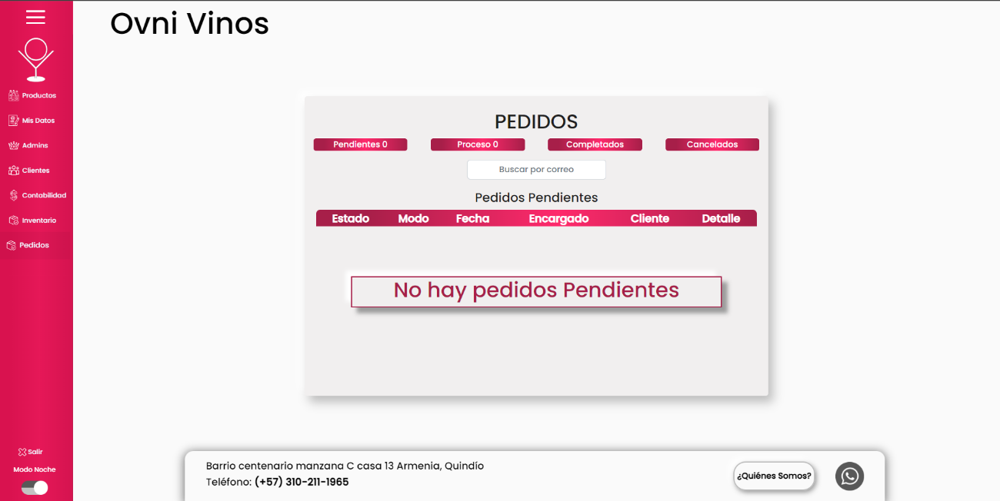 Ovni Vinos
Productos
Mis Datos
Admins
Clientes
Contabilidad
Inventario
Pedidos
Salir
Modo Noche
PEDIDOS
Pendientes 0 Proceso 0 Completados Cancelados
Buscar por correo
Pedidos Pendientes
Estado Modo Fecha Encargado Cliente Detalle
No hay pedidos Pendientes
Barrio centenario manzana C casa 13 Armenia, Quindío
Teléfono: (+57) 310-211-1965
¿Quiénes Somos?